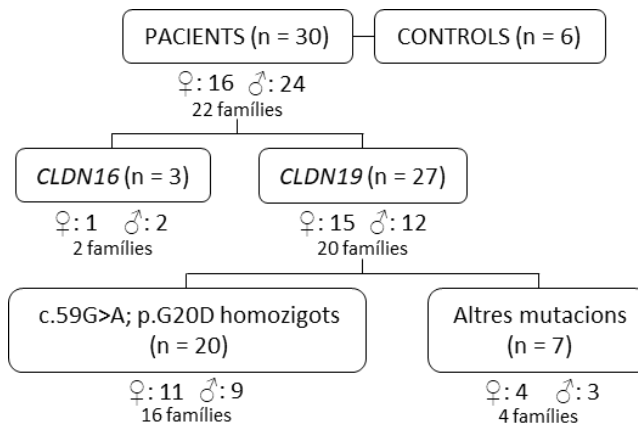 PACIENTS (n = 30)
CONTROLS (n = 6)
♀: 16 ♂: 24
22 famílies
CLDN16 (n = 3)
CLDN19 (n = 27)
♀: 1 ♂: 2
2 famílies
♀: 15 ♂: 12
20 famílies
c.59G>A; p.G20D homozigots
(n = 20)
Altres mutacions
(n = 7)
♀: 11 ♂: 9
16 famílies
♀: 4 ♂: 3
4 famílies